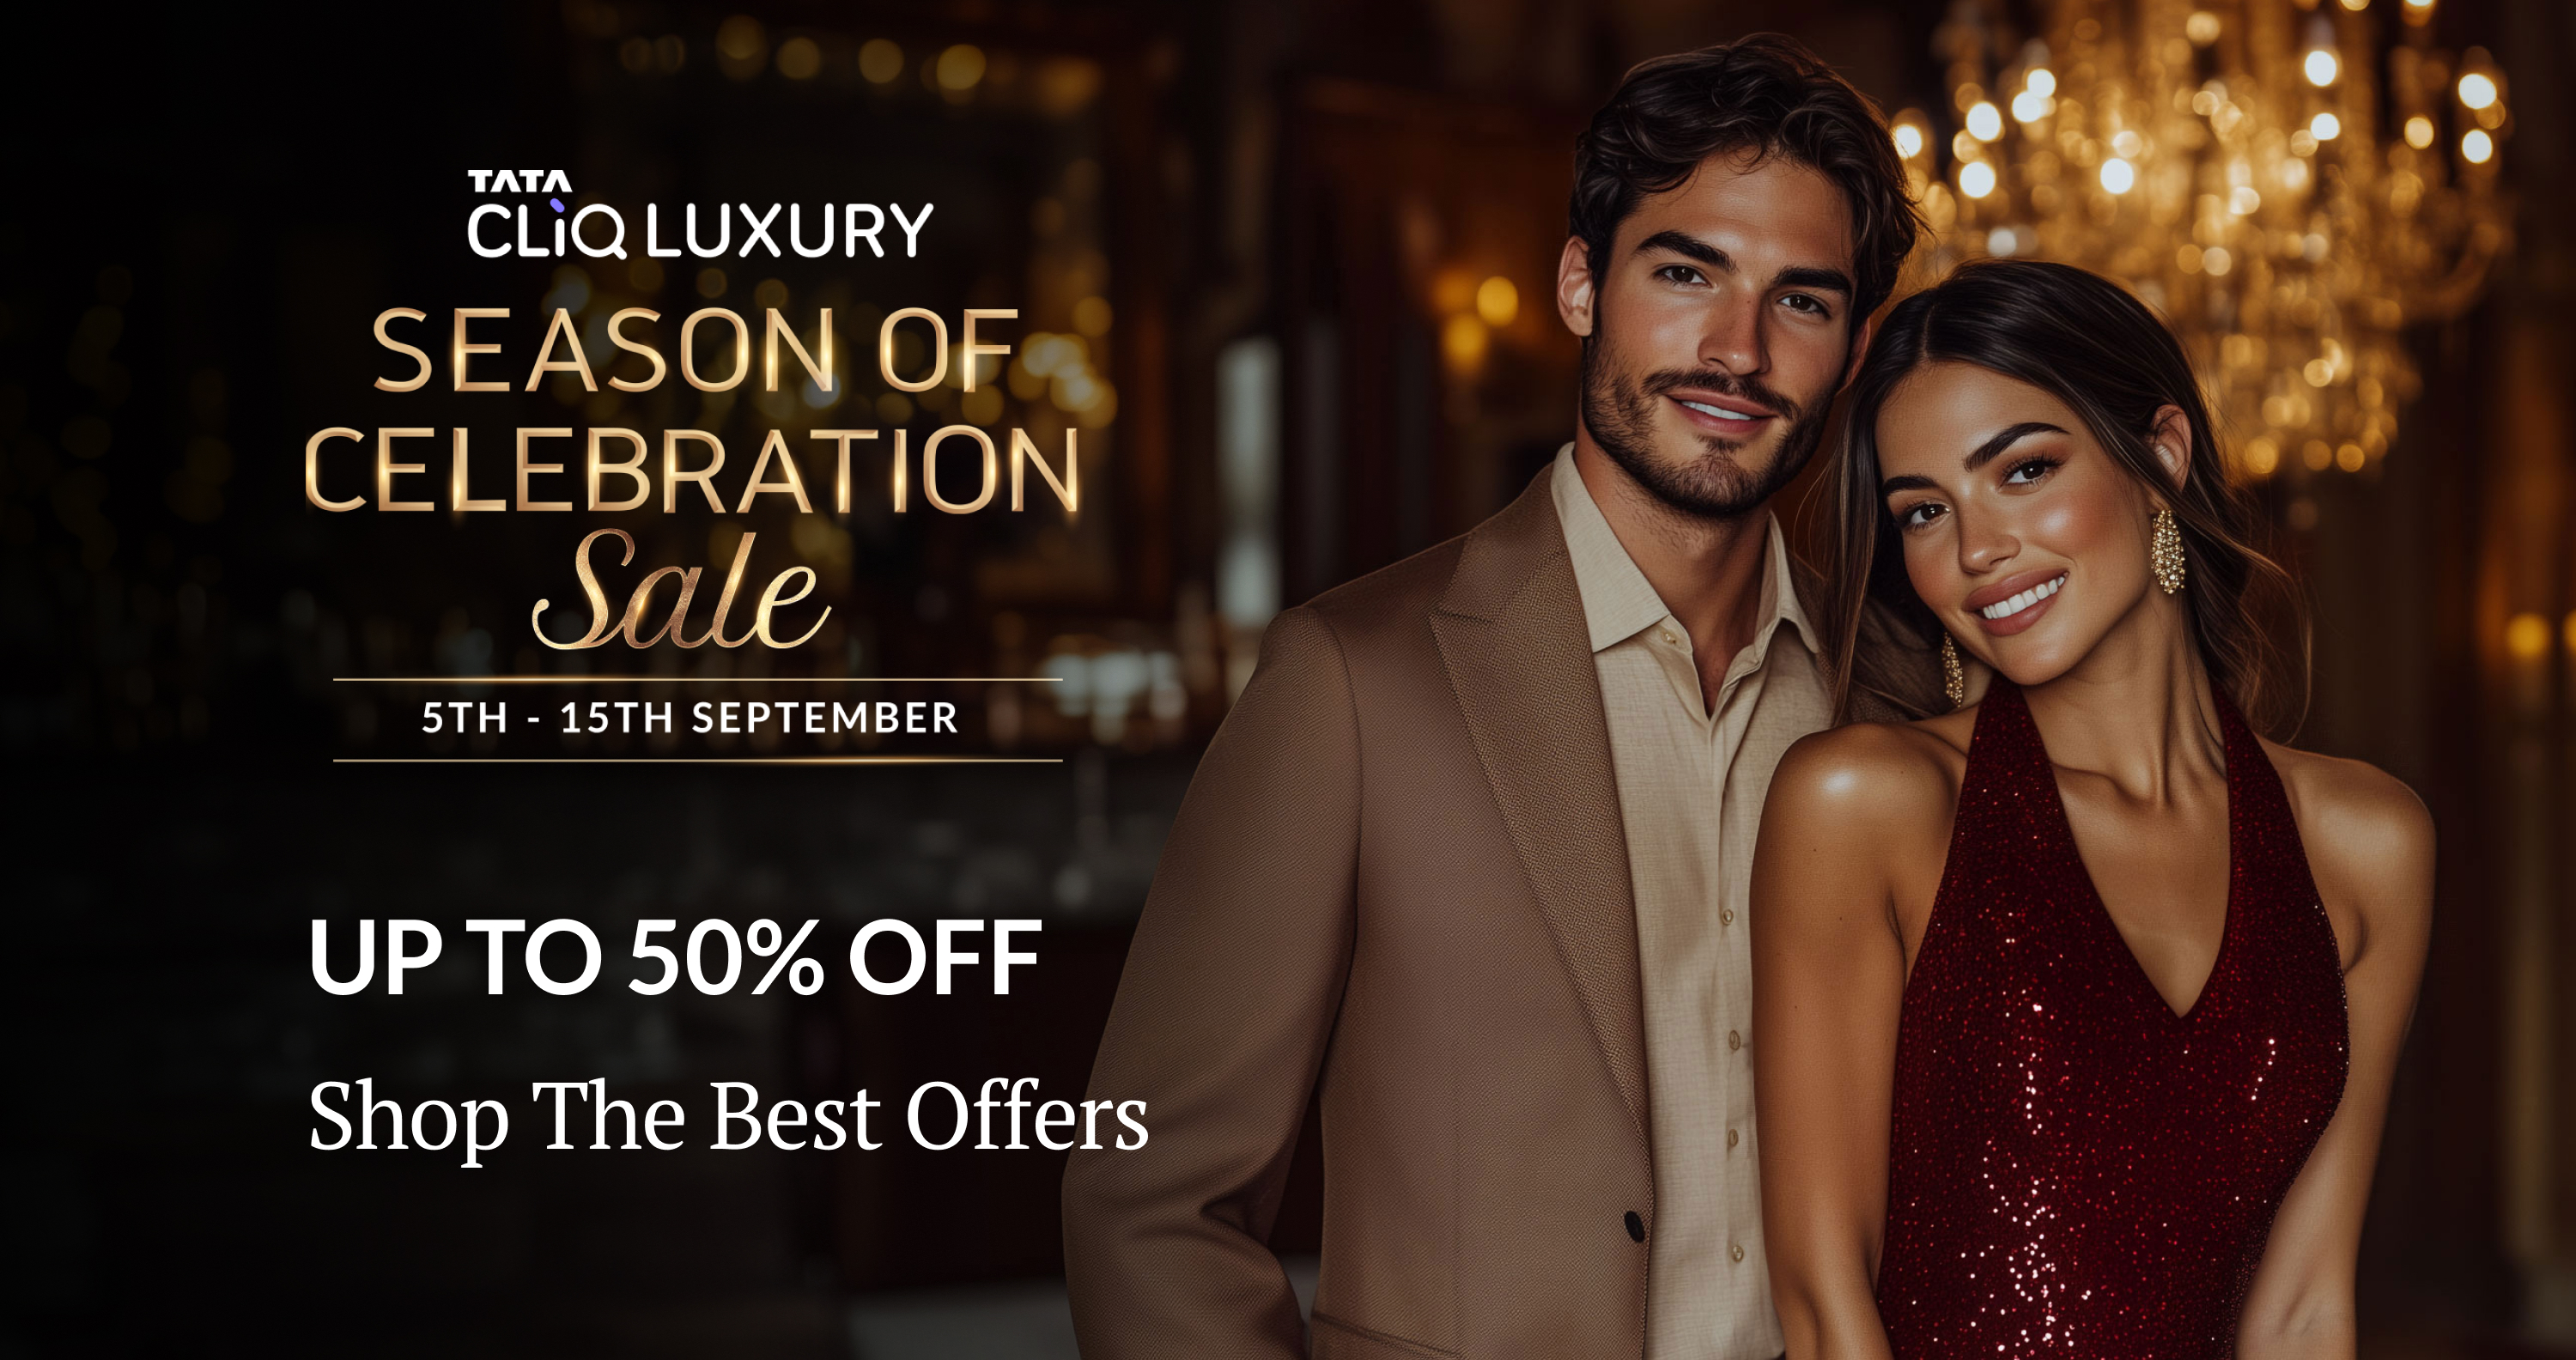 TATA
CLiQ LUXURY
SEASON OF
CELEBRATION
Sale
5TH - 15TH SEPTEMBER
UP TO 50% OFF
Shop The Best Offers